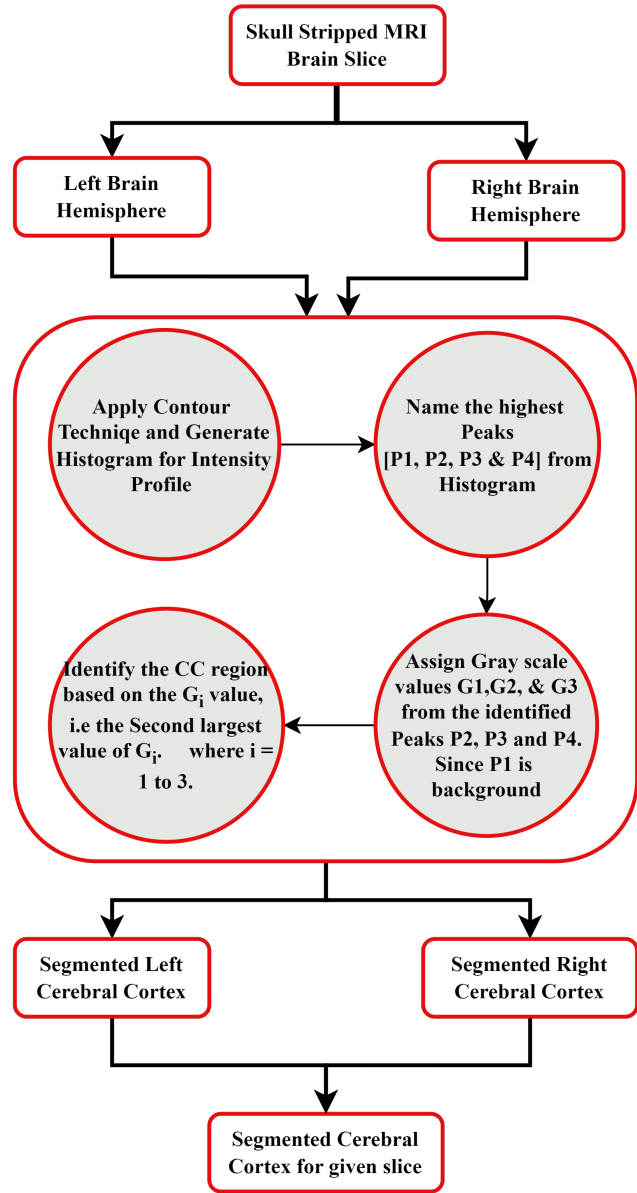 Skull Stripped MRI
Brain Slice
Left Brain
Hemisphere
Right Brain
Hemisphere
Apply Contour
Techniqe and Generate
Histogram for Intensity
Profile
Name the highest
Peaks
[P1, P2, P3 & P4] from
Histogram
Identify the CC region
based on the Gi value,
i.e the Second largest
value of Gi. where i =
1 to 3.
Assign Gray scale
values G1,G2, & G3
from the identified
Peaks P2, P3 and P4.
Since P1 is
background
Segmented Left
Cerebral Cortex
Segmented Right
Cerebral Cortex
Segmented Cerebral
Cortex for given slice